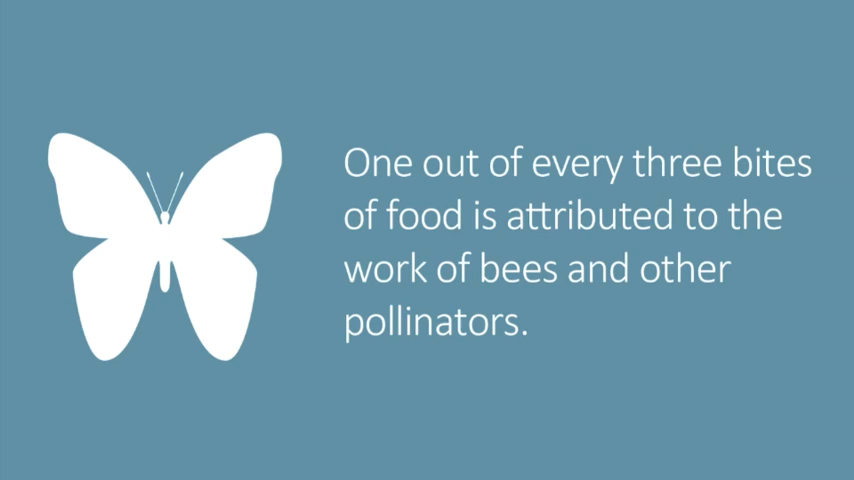 One out of every three bites
of food is attributed to the
work of bees and other
pollinators.